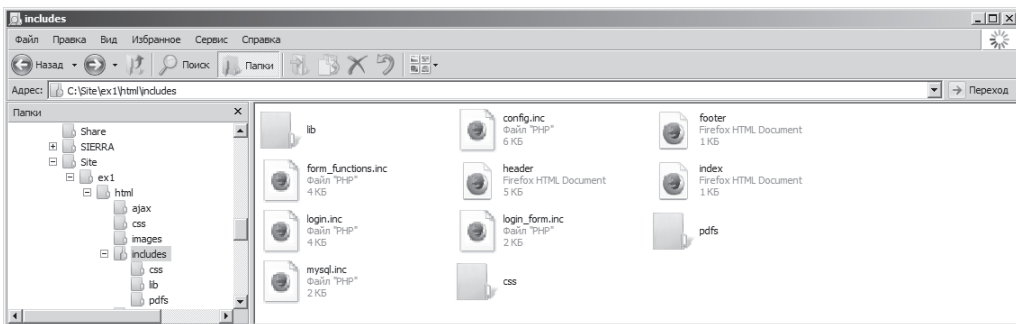 includes
Файл Правка Вид Избранное Сервис Справка
Назад Поиск Папки
Адрес: C:\Site\ex1\html\includes Переход
Папки
Share
SIERRA
Site
ex1
html
ajax
css
images
includes
css
lib
pdfs
lib
config.inc
Файл "PHP"
6 КБ
footer
Firefox HTML Document
1 КБ
form_functions.inc
Файл "PHP"
4 КБ
header
Firefox HTML Document
5 КБ
index
Firefox HTML Document
1 КБ
login.inc
Файл "PHP"
4 КБ
login_form.inc
Файл "PHP"
2 КБ
pdfs
mysql.inc
Файл "PHP"
2 КБ
css